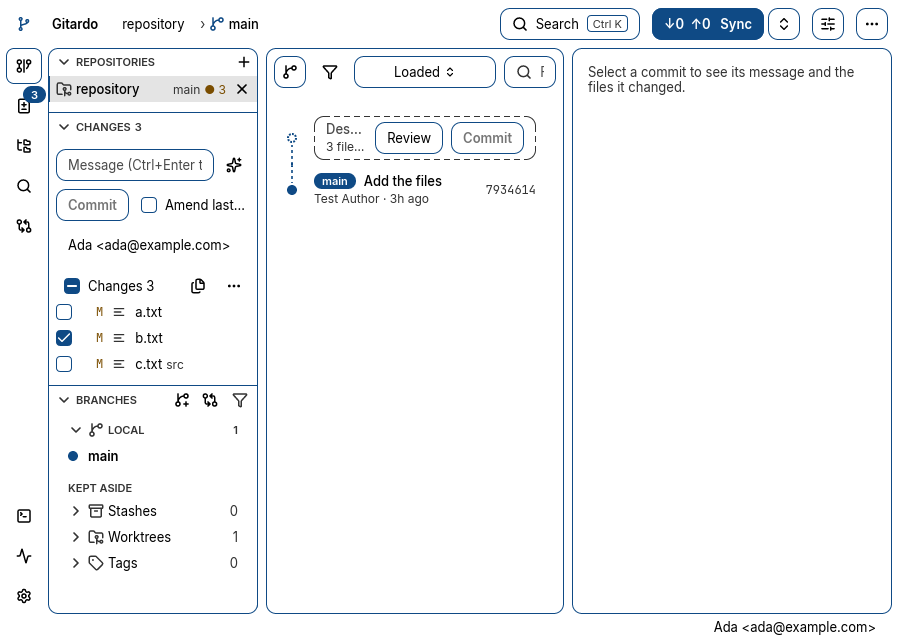 Gitardo
repository
› main
Search Ctrl K
↓0 ↑0 Sync
REPOSITORIES
repository main 3
3
CHANGES 3
Message (Ctrl+Enter t
Commit
Amend last...
Ada <ada@example.com>
Changes 3
M a.txt
M b.txt
M c.txt src
BRANCHES
LOCAL 1
main
KEPT ASIDE
Stashes 0
Worktrees 1
Tags 0
Loaded
Des...
3 file...
Review
Commit
main Add the files
Test Author · 3h ago
7934614
Select a commit to see its message and the
files it changed.
Ada <ada@example.com>